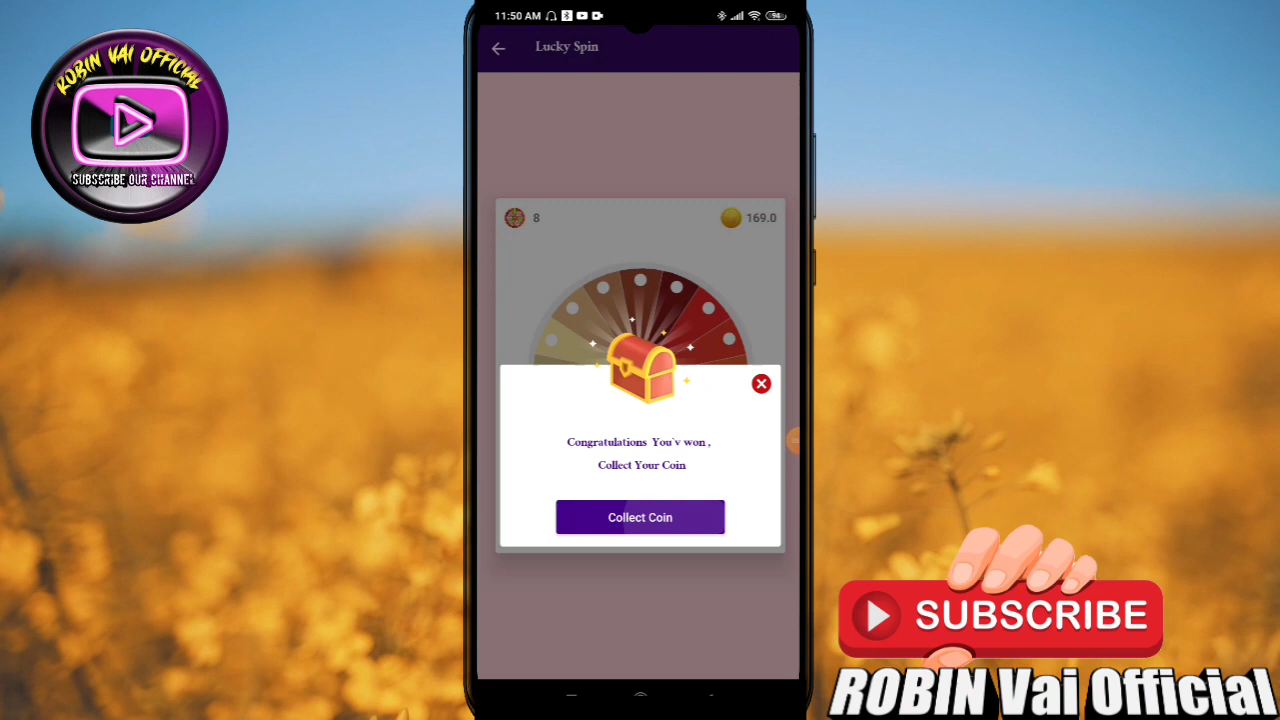 ROBIN VAI OFFICIAL
SUBSCRIBE OUR CHANNEL
11:50 AM
94
Lucky Spin
8
169.0
Congratulations You`v won ,
Collect Your Coin
Collect Coin
SUBSCRIBE
ROBIN Vai Official